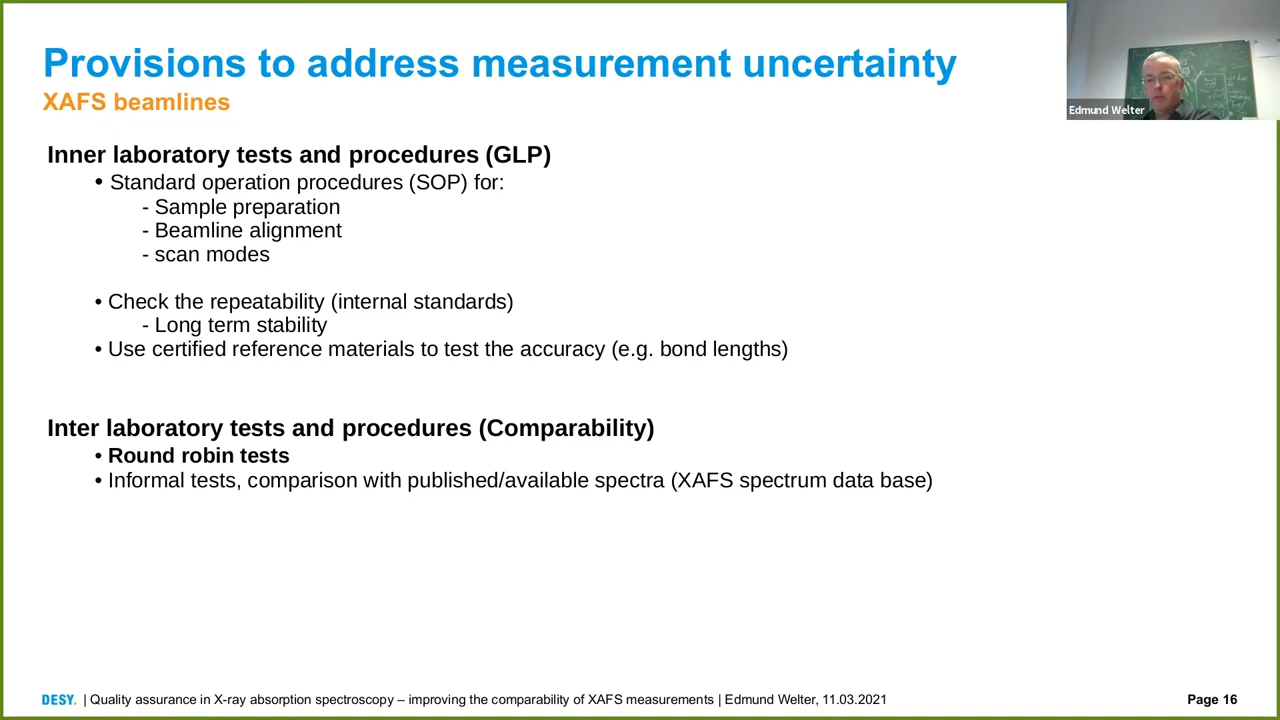 Provisions to address measurement uncertainty
XAFS beamlines
Edmund Welter
Inner laboratory tests and procedures (GLP)
• Standard operation procedures (SOP) for:
- Sample preparation
- Beamline alignment
- scan modes
• Check the repeatability (internal standards)
- Long term stability
• Use certified reference materials to test the accuracy (e.g. bond lengths)
Inter laboratory tests and procedures (Comparability)
• Round robin tests
• Informal tests, comparison with published/available spectra (XAFS spectrum data base)
DESY. | Quality assurance in X-ray absorption spectroscopy – improving the comparability of XAFS measurements | Edmund Welter, 11.03.2021
Page 16